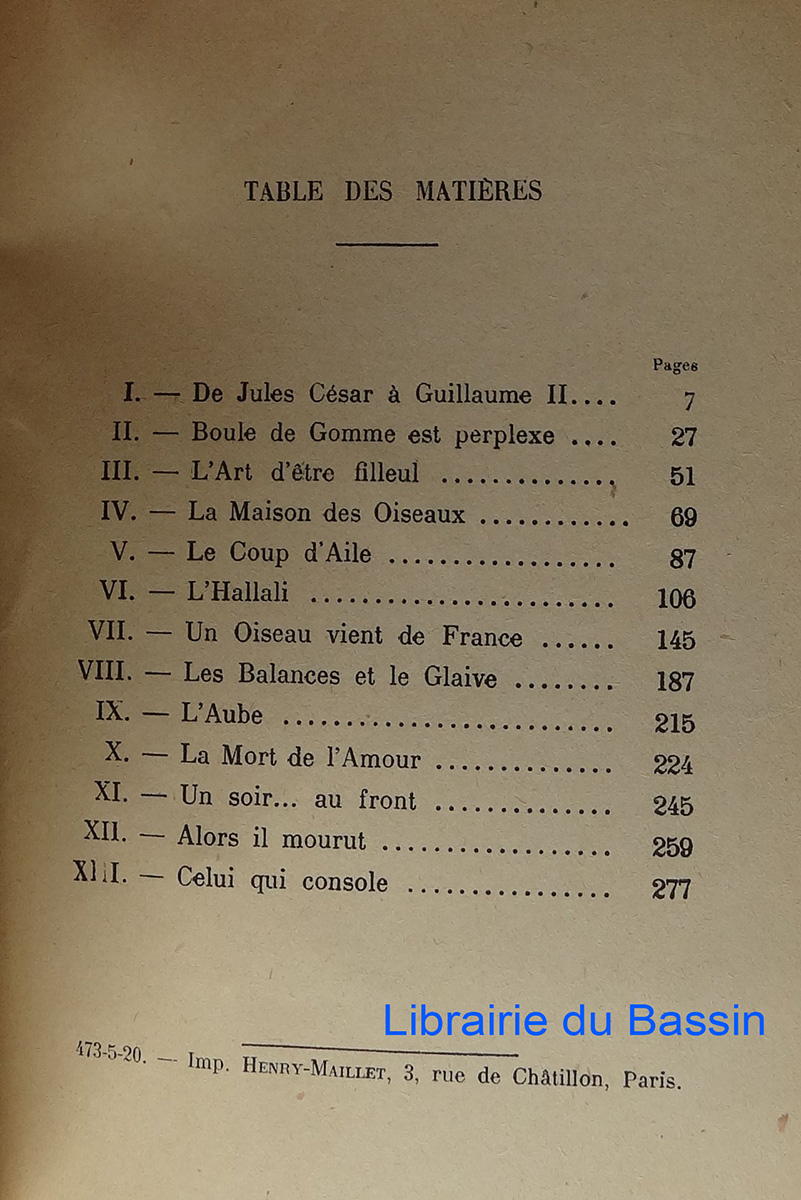 TABLE DES MATIÈRES
Pages
I. — De Jules César à Guillaume II.... 7
II. — Boule de Gomme est perplexe .... 27
III. — L'Art d'être filleul .............. 51
IV. — La Maison des Oiseaux ............ 69
V. — Le Coup d'Aile .................. 87
VI. — L'Hallali ........................ 106
VII. — Un Oiseau vient de France ...... 145
VIII. — Les Balances et le Glaive ........ 187
IX. — L'Aube .......................... 215
X. — La Mort de l'Amour .............. 224
XI. — Un soir... au front .............. 245
XII. — Alors il mourut .................. 259
XIII. — Celui qui console ................ 277
Librairie du Bassin
473-5-20. — Imp. HENRY-MAILLET, 3, rue de Châtillon, Paris.